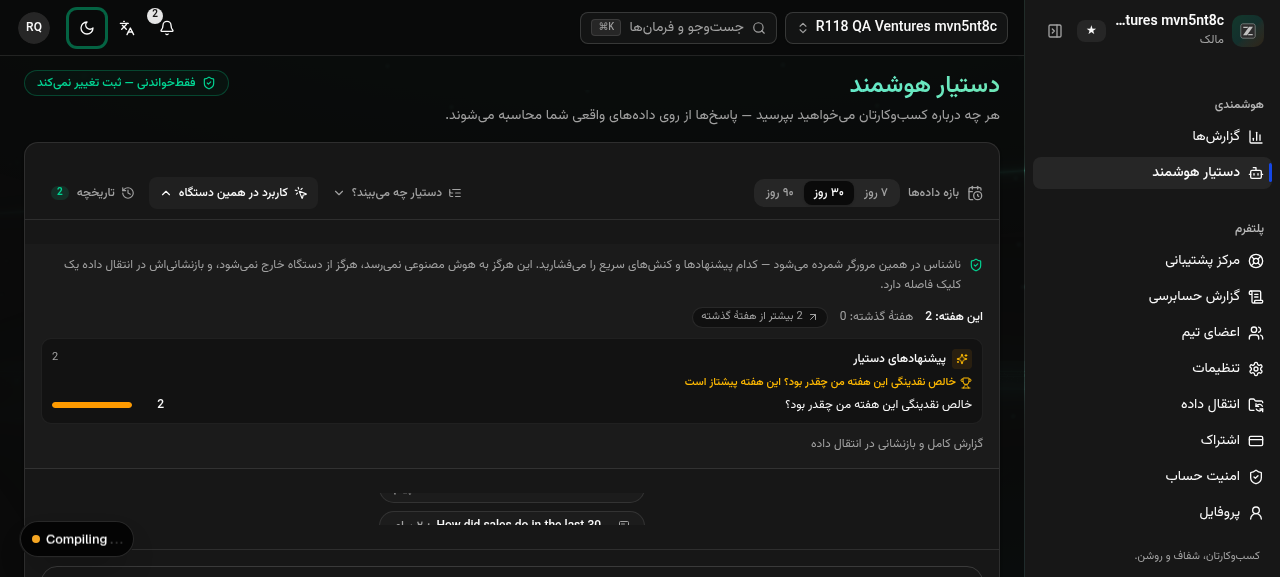 …tures mvn5nt8c
مالک
R118 QA Ventures mvn5nt8c
جست‌وجو و فرمان‌ها
⌘K
2
RQ
هوشمندی
گزارش‌ها
دستیار هوشمند
پلتفرم
مرکز پشتیبانی
گزارش حسابرسی
اعضای تیم
تنظیمات
انتقال داده
اشتراک
امنیت حساب
پروفایل
کسب‌وکارتان، شفاف و روشن.
دستیار هوشمند
فقط‌خواندنی — ثبت تغییر نمی‌کند
هر چه درباره کسب‌وکارتان می‌خواهید بپرسید — پاسخ‌ها از روی داده‌های واقعی شما محاسبه می‌شوند.
بازه داده‌ها
۷ روز
۳۰ روز
۹۰ روز
دستیار چه می‌بیند؟
کاربرد در همین دستگاه
تاریخچه
2
ناشناس در همین مرورگر شمرده می‌شود — کدام پیشنهادها و کنش‌های سریع را می‌فشارید. این هرگز به هوش مصنوعی نمی‌رسد، هرگز از دستگاه خارج نمی‌شود، و بازنشانی‌اش در انتقال داده یک
کلیک فاصله دارد.
این هفته: 2
هفتهٔ گذشته: 0
2 بیشتر از هفتهٔ گذشته
پیشنهادهای دستیار
2
خالص نقدینگی این هفته من چقدر بود؟ این هفته پیشتاز است
خالص نقدینگی این هفته من چقدر بود؟
2
گزارش کامل و بازنشانی در انتقال داده
How did sales do in the last 30
Compiling ...